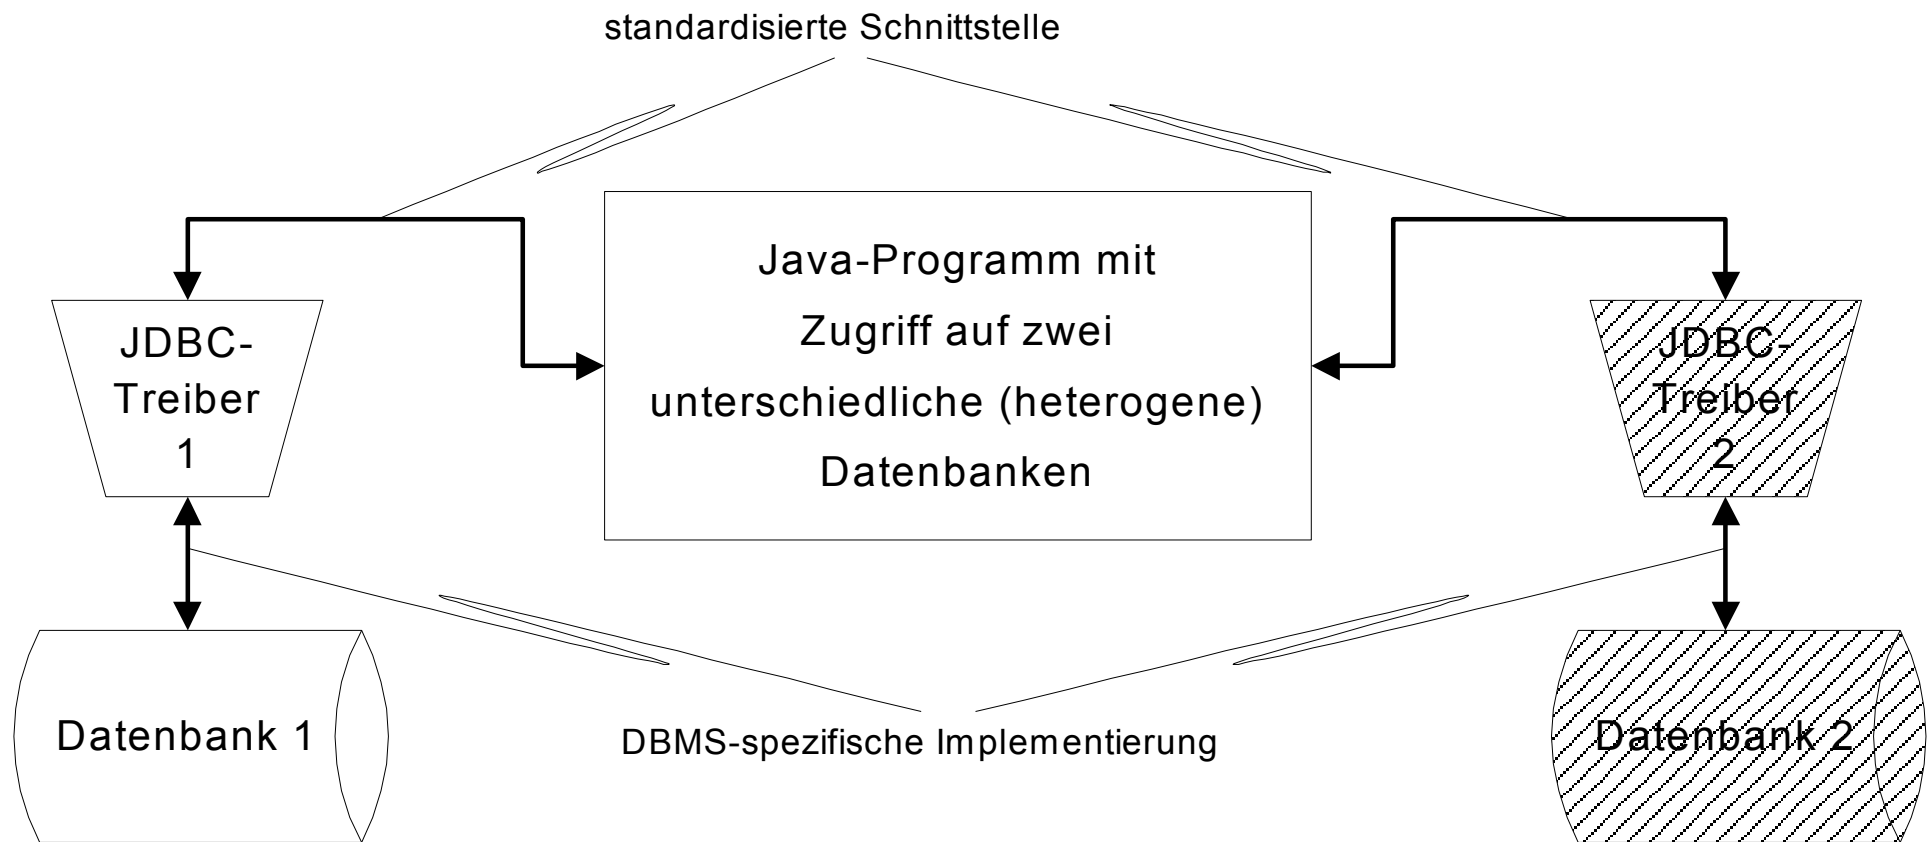 standardisierte Schnittstelle
Java-Programm mit
Zugriff auf zwei
unterschiedliche (heterogene)
Datenbanken
JDBC-
Treiber
1
JDBC-
Treiber
2
Datenbank 1
DBMS-spezifische Implementierung
Datenbank 2